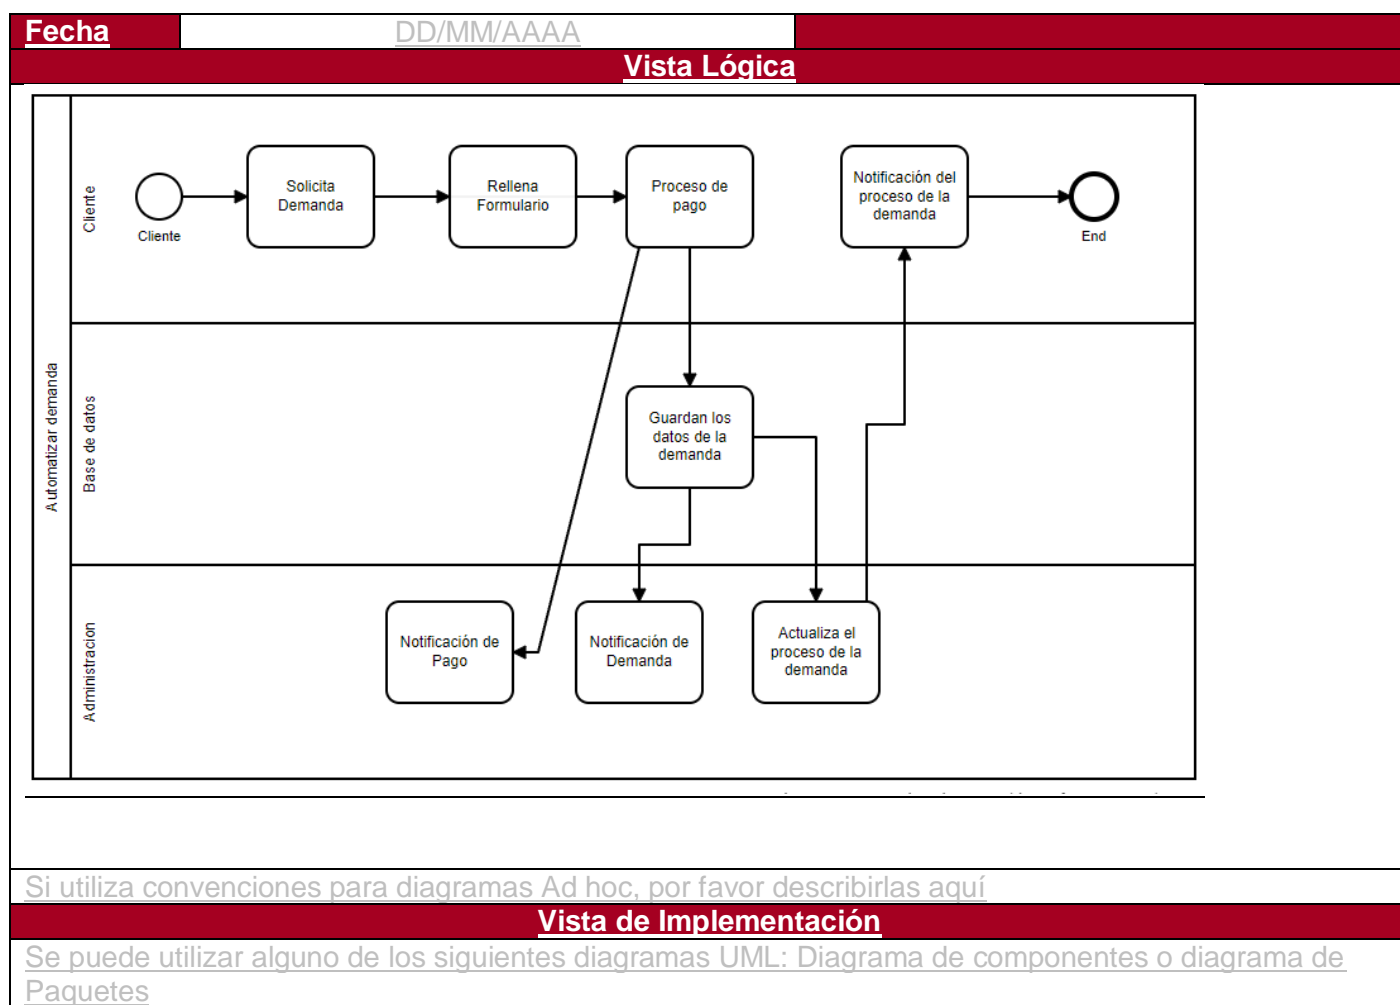 Fecha
DD/MM/AAAA
Vista Lógica
Automatizar demanda
Cliente
Cliente
Solicita
Demanda
Rellena
Formulario
Proceso de
pago
Notificación del
proceso de la
demanda
End
Base de datos
Guardan los
datos de la
demanda
Administracion
Notificación de
Pago
Notificación de
Demanda
Actualiza el
proceso de la
demanda
Si utiliza convenciones para diagramas Ad hoc, por favor describirlas aquí
Vista de Implementación
Se puede utilizar alguno de los siguientes diagramas UML: Diagrama de componentes o diagrama de
Paquetes